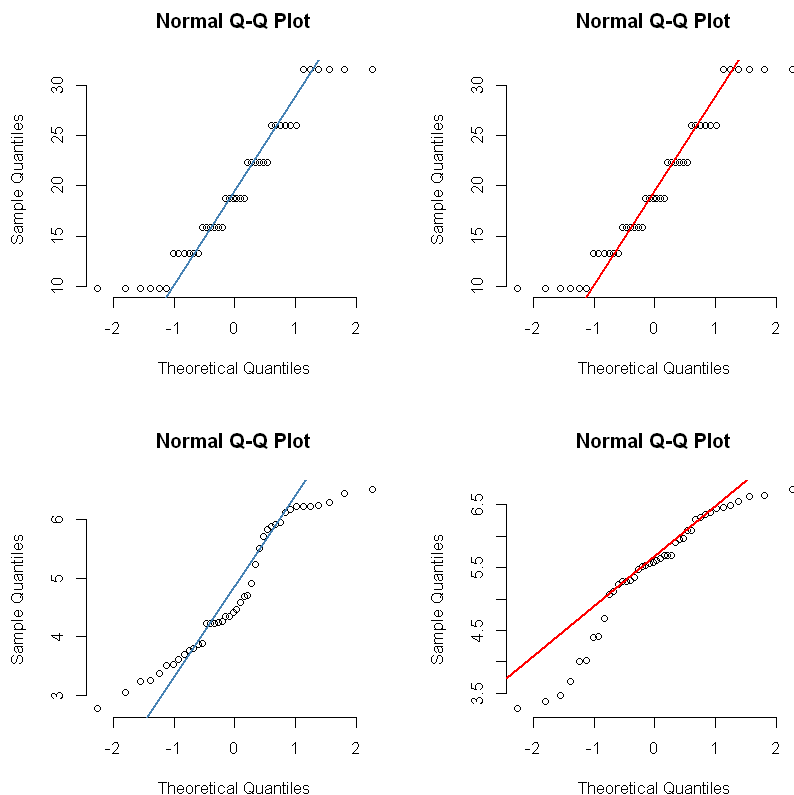 Normal Q-Q Plot
Sample Quantiles
10 15 20 25 30
-2 -1 0 1 2
Theoretical Quantiles
Normal Q-Q Plot
Sample Quantiles
10 15 20 25 30
-2 -1 0 1 2
Theoretical Quantiles
Normal Q-Q Plot
Sample Quantiles
3 4 5 6
-2 -1 0 1 2
Theoretical Quantiles
Normal Q-Q Plot
Sample Quantiles
3.5 4.5 5.5 6.5
-2 -1 0 1 2
Theoretical Quantiles